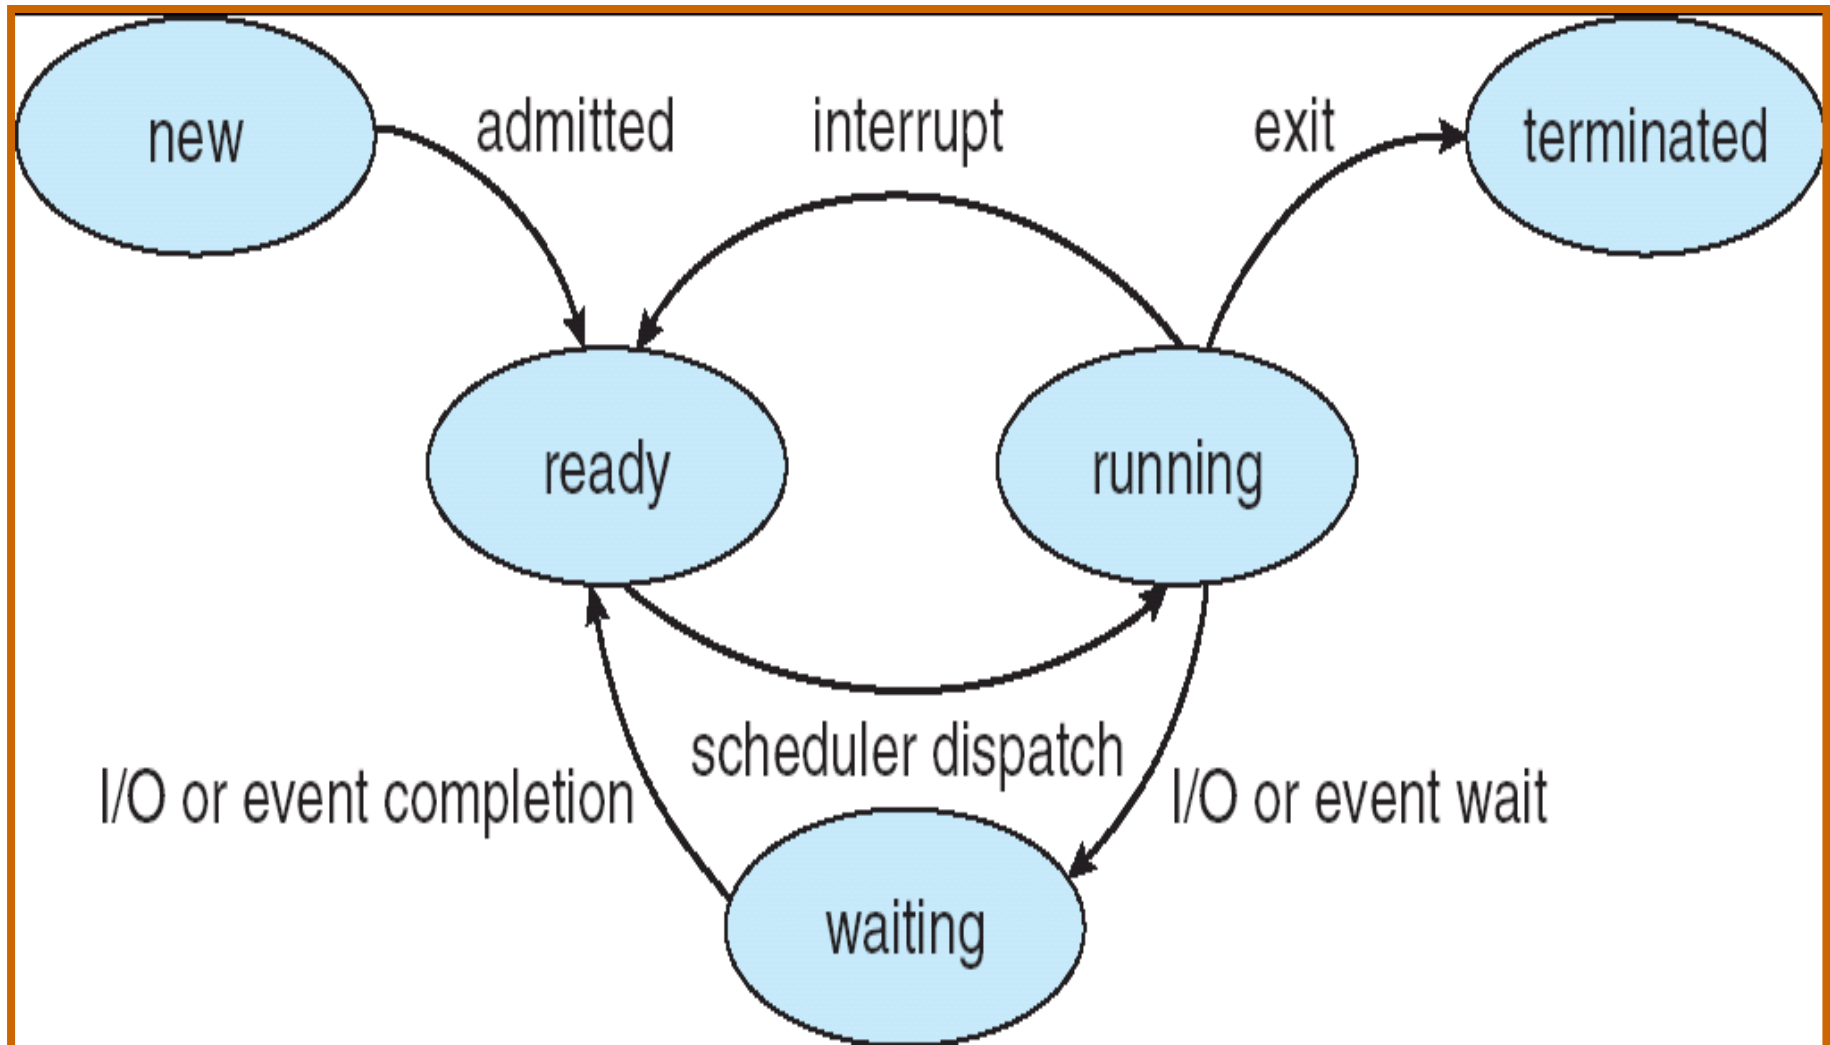 new
admitted
interrupt
exit
terminated
ready
running
scheduler dispatch
I/O or event completion
I/O or event wait
waiting